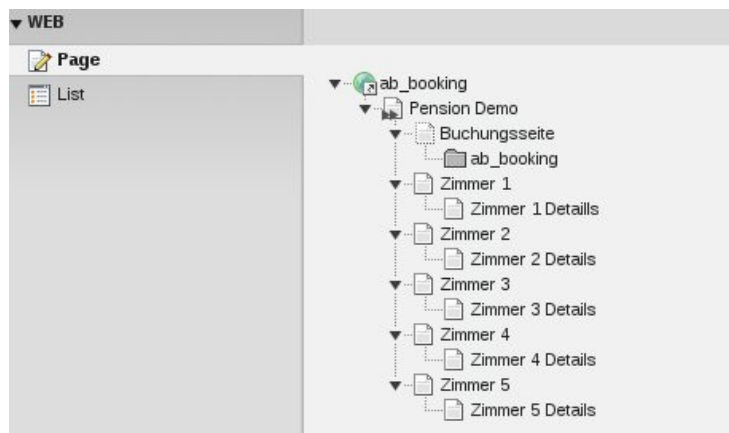 WEB
Page
List
ab_booking
Pension Demo
Buchungsseite
ab_booking
Zimmer 1
Zimmer 1 Detaills
Zimmer 2
Zimmer 2 Details
Zimmer 3
Zimmer 3 Details
Zimmer 4
Zimmer 4 Details
Zimmer 5
Zimmer 5 Details